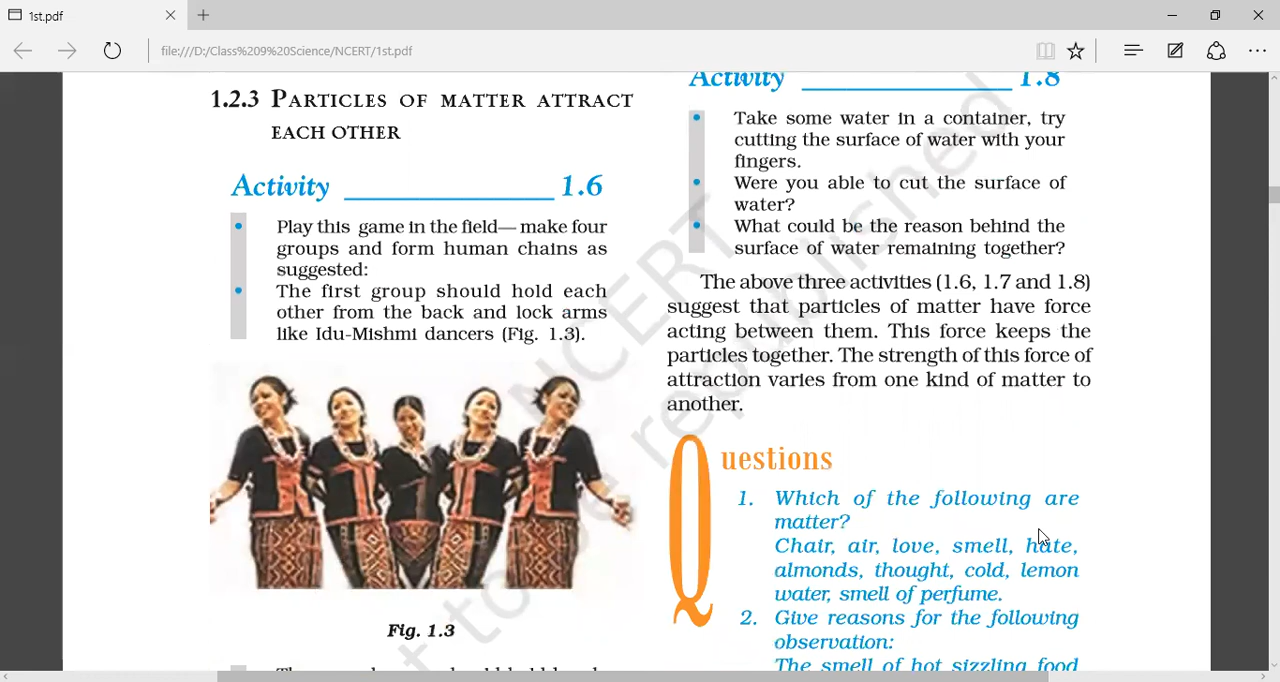 1st.pdf
file:///D:/Class%209%20Science/NCERT/1st.pdf
1.2.3 PARTICLES OF MATTER ATTRACT
EACH OTHER
Activity 1.6
Play this game in the field— make four
groups and form human chains as
suggested:
The first group should hold each
other from the back and lock arms
like Idu-Mishmi dancers (Fig. 1.3).
Fig. 1.3
Activity 1.8
Take some water in a container, try
cutting the surface of water with your
fingers.
Were you able to cut the surface of
water?
What could be the reason behind the
surface of water remaining together?
The above three activities (1.6, 1.7 and 1.8)
suggest that particles of matter have force
acting between them. This force keeps the
particles together. The strength of this force of
attraction varies from one kind of matter to
another.
Questions
1. Which of the following are
matter?
Chair, air, love, smell, hate,
almonds, thought, cold, lemon
water, smell of perfume.
2. Give reasons for the following
observation:
The smell of hot sizzling food
NCERT
republished